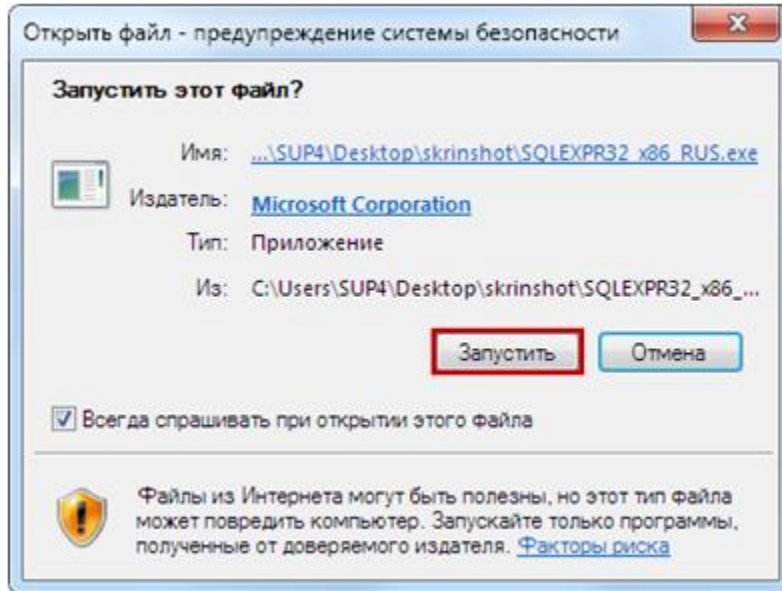 Открыть файл - предупреждение системы безопасности
Запустить этот файл?
Имя: ...\SUP4\Desktop\skrinshot\SQLEXPR32_x86_RUS.exe
Издатель: Microsoft Corporation
Тип: Приложение
Из: C:\Users\SUP4\Desktop\skrinshot\SQLEXPR32_x86_...
Запустить Отмена
Всегда спрашивать при открытии этого файла
Файлы из Интернета могут быть полезны, но этот тип файла
может повредить компьютер. Запускайте только программы,
полученные от доверяемого издателя. Факторы риска